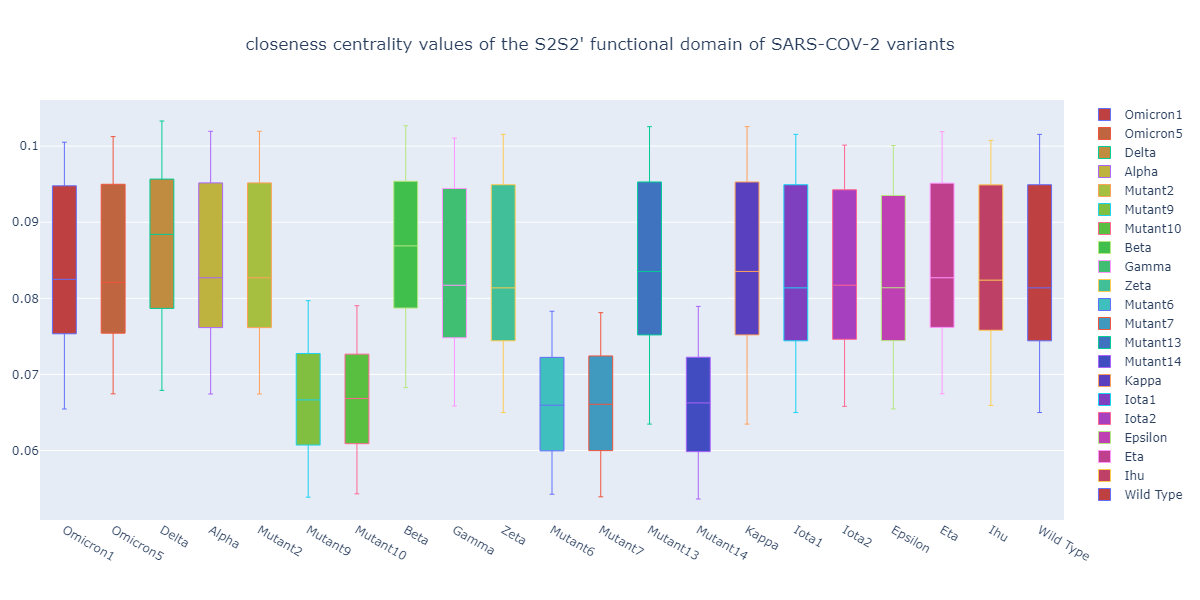 closeness centrality values of the S2S2' functional domain of SARS-COV-2 variants
0.1
0.09
0.08
0.07
0.06
Omicron1
Omicron5
Delta
Alpha
Mutant2
Mutant9
Mutant10
Beta
Gamma
Zeta
Mutant6
Mutant7
Mutant13
Mutant14
Kappa
Iota1
Iota2
Epsilon
Eta
Ihu
Wild Type
Omicron1
Omicron5
Delta
Alpha
Mutant2
Mutant9
Mutant10
Beta
Gamma
Zeta
Mutant6
Mutant7
Mutant13
Mutant14
Kappa
Iota1
Iota2
Epsilon
Eta
Ihu
Wild Type